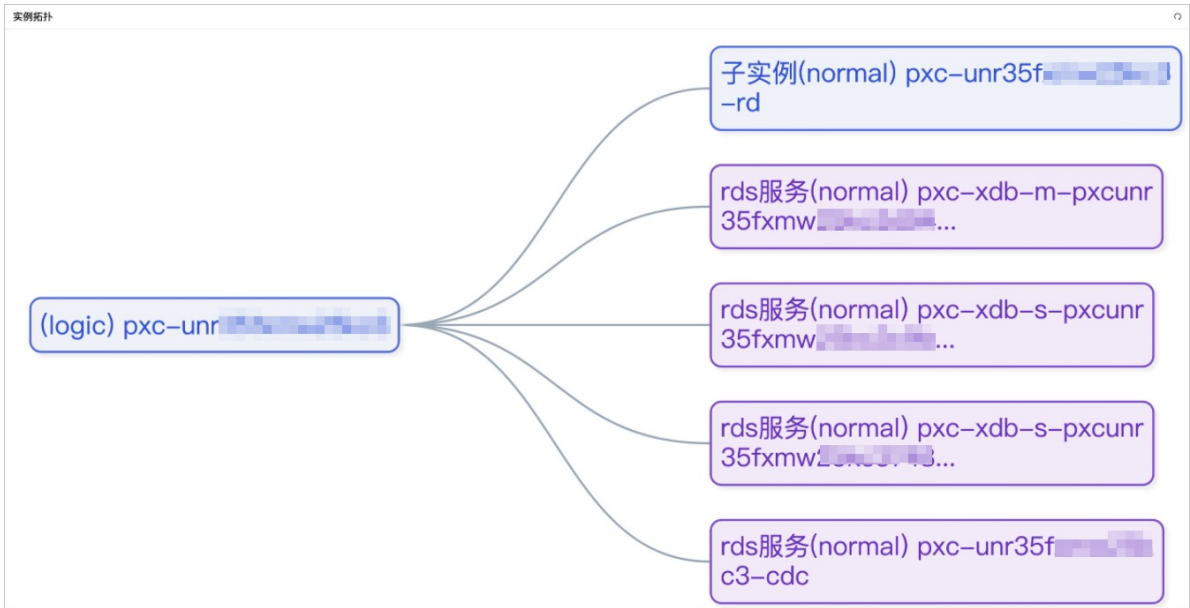 实例拓扑
(logic) pxc-unr
子实例(normal) pxc-unr35f
-rd
rds服务(normal) pxc-xdb-m-pxcunr
35fxmw...
rds服务(normal) pxc-xdb-s-pxcunr
35fxmw...
rds服务(normal) pxc-xdb-s-pxcunr
35fxmw...
rds服务(normal) pxc-unr35f
c3-cdc